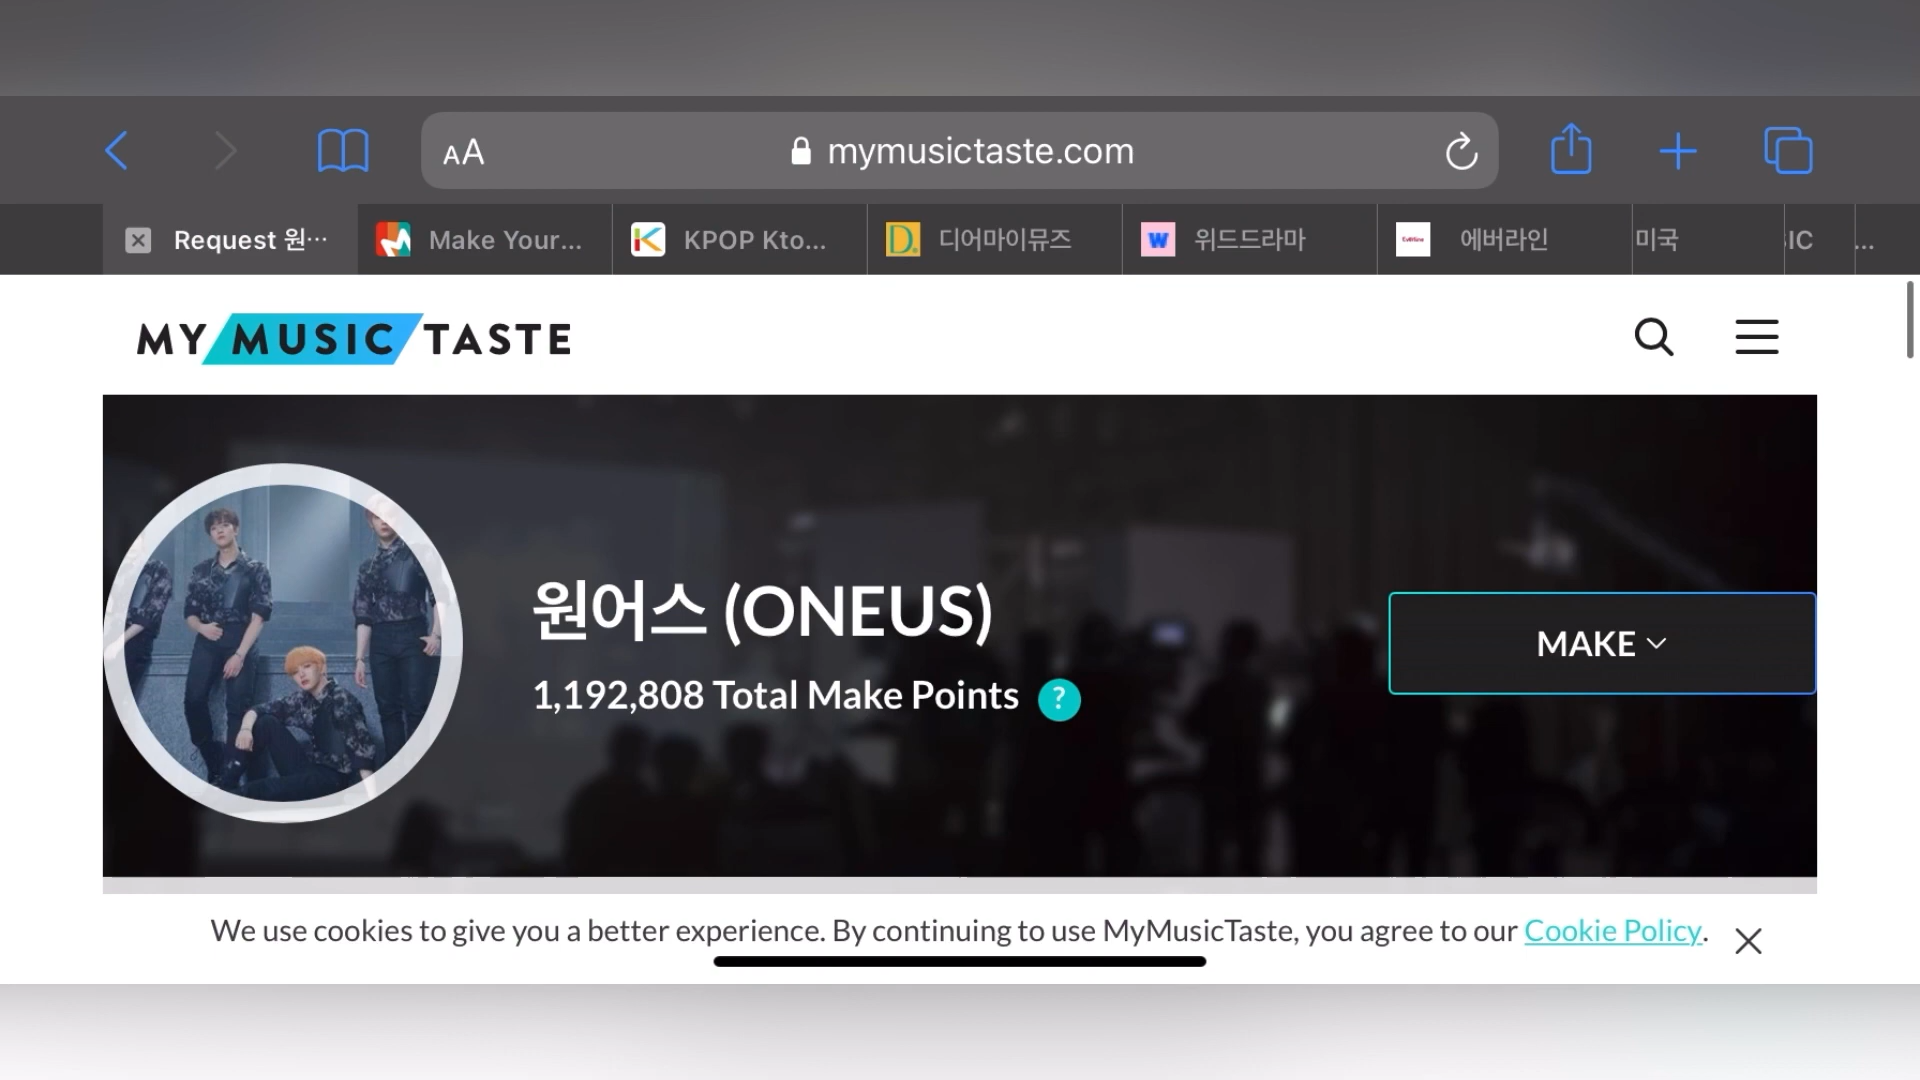 AA
mymusictaste.com
Request 원…
Make Your...
KPOP Kto...
디어마이뮤즈
위드드라마
에버라인
미국
IC
...
MY MUSIC TASTE
원어스 (ONEUS)
1,192,808 Total Make Points ?
MAKE
We use cookies to give you a better experience. By continuing to use MyMusicTaste, you agree to our Cookie Policy.